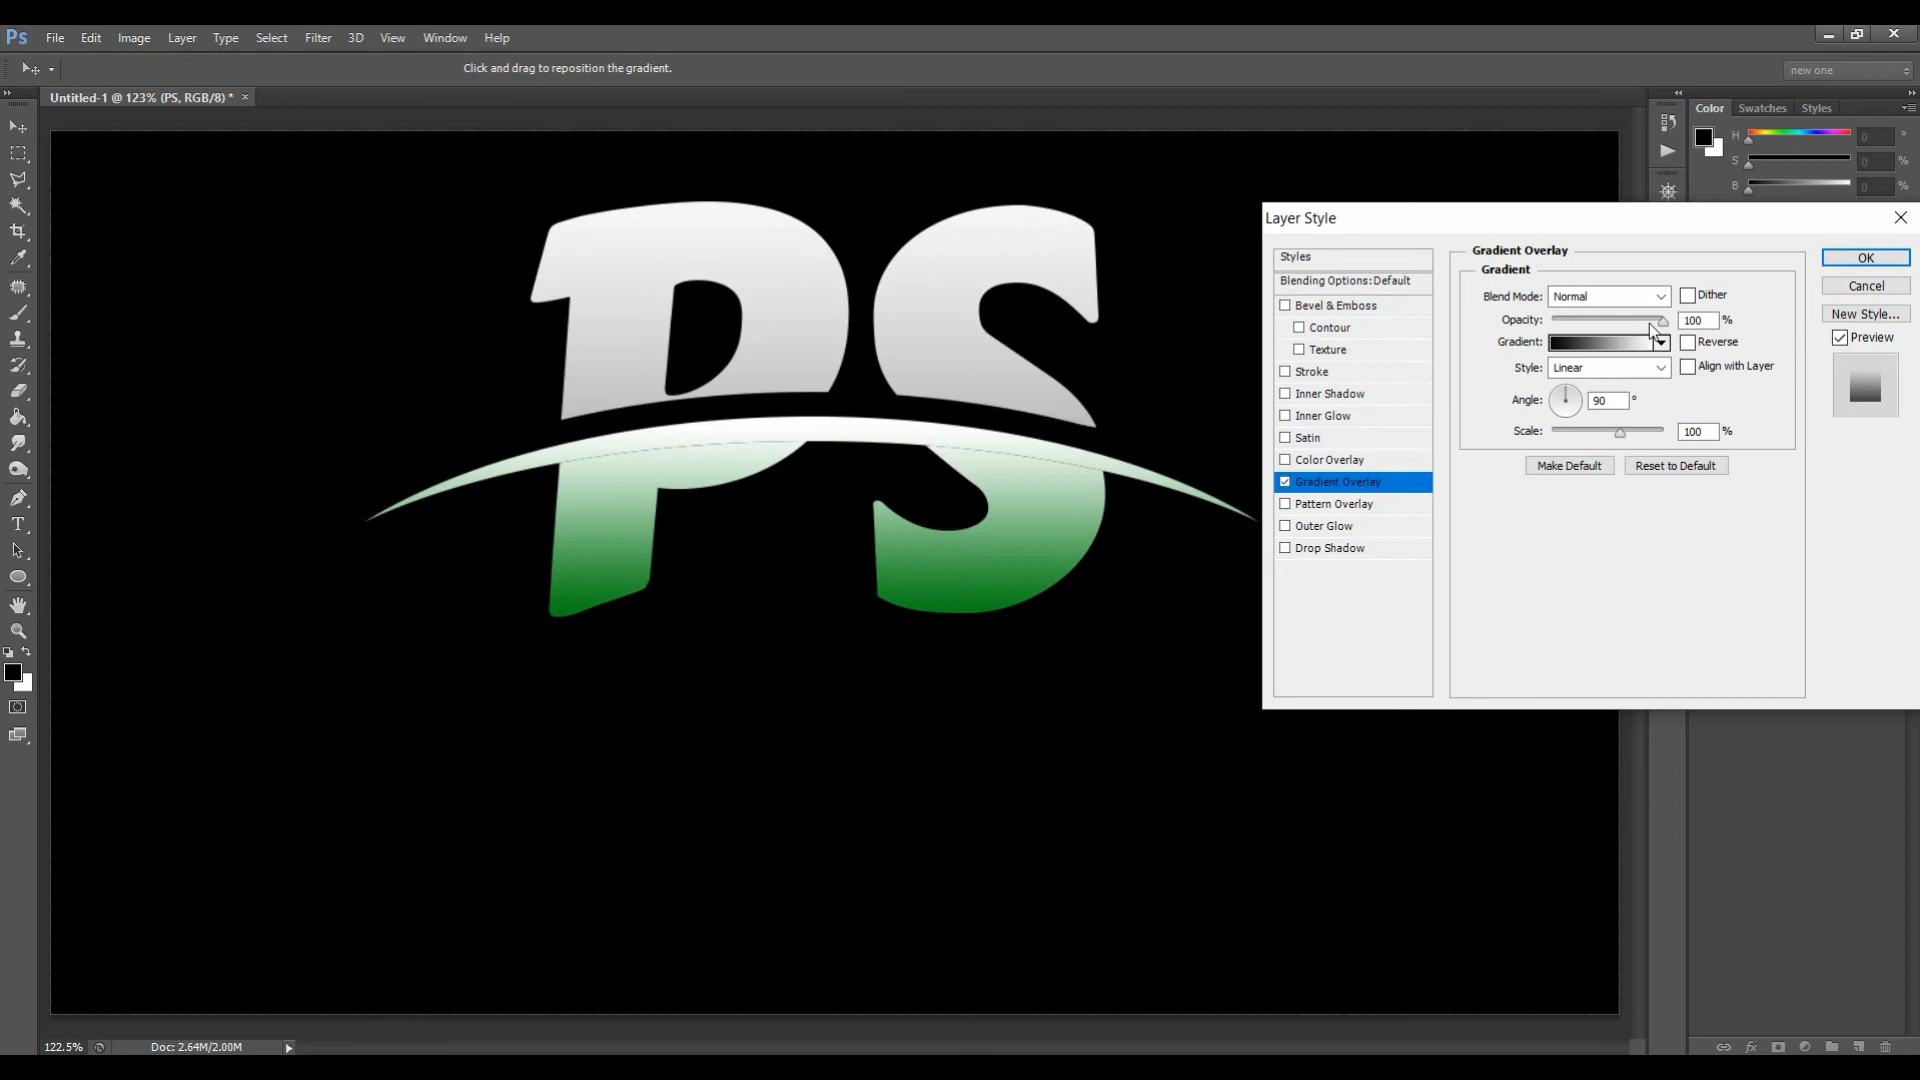 Ps File Edit Image Layer Type Select Filter 3D View Window Help
Click and drag to reposition the gradient.
new one
Untitled-1 @ 123% (PS, RGB/8) * ×
Color Swatches Styles
H 0 °
S 0 %
B 0 %
PS
Layer Style
Styles
Blending Options: Default
Bevel & Emboss
Contour
Texture
Stroke
Inner Shadow
Inner Glow
Satin
Color Overlay
Gradient Overlay
Pattern Overlay
Outer Glow
Drop Shadow
Gradient Overlay
Gradient
Blend Mode: Normal Dither
Opacity: 100 %
Gradient: Reverse
Style: Linear Align with Layer
Angle: 90 °
Scale: 100 %
Make Default Reset to Default
OK
Cancel
New Style...
Preview
T
122.5% Doc: 2.64M/2.00M
fx